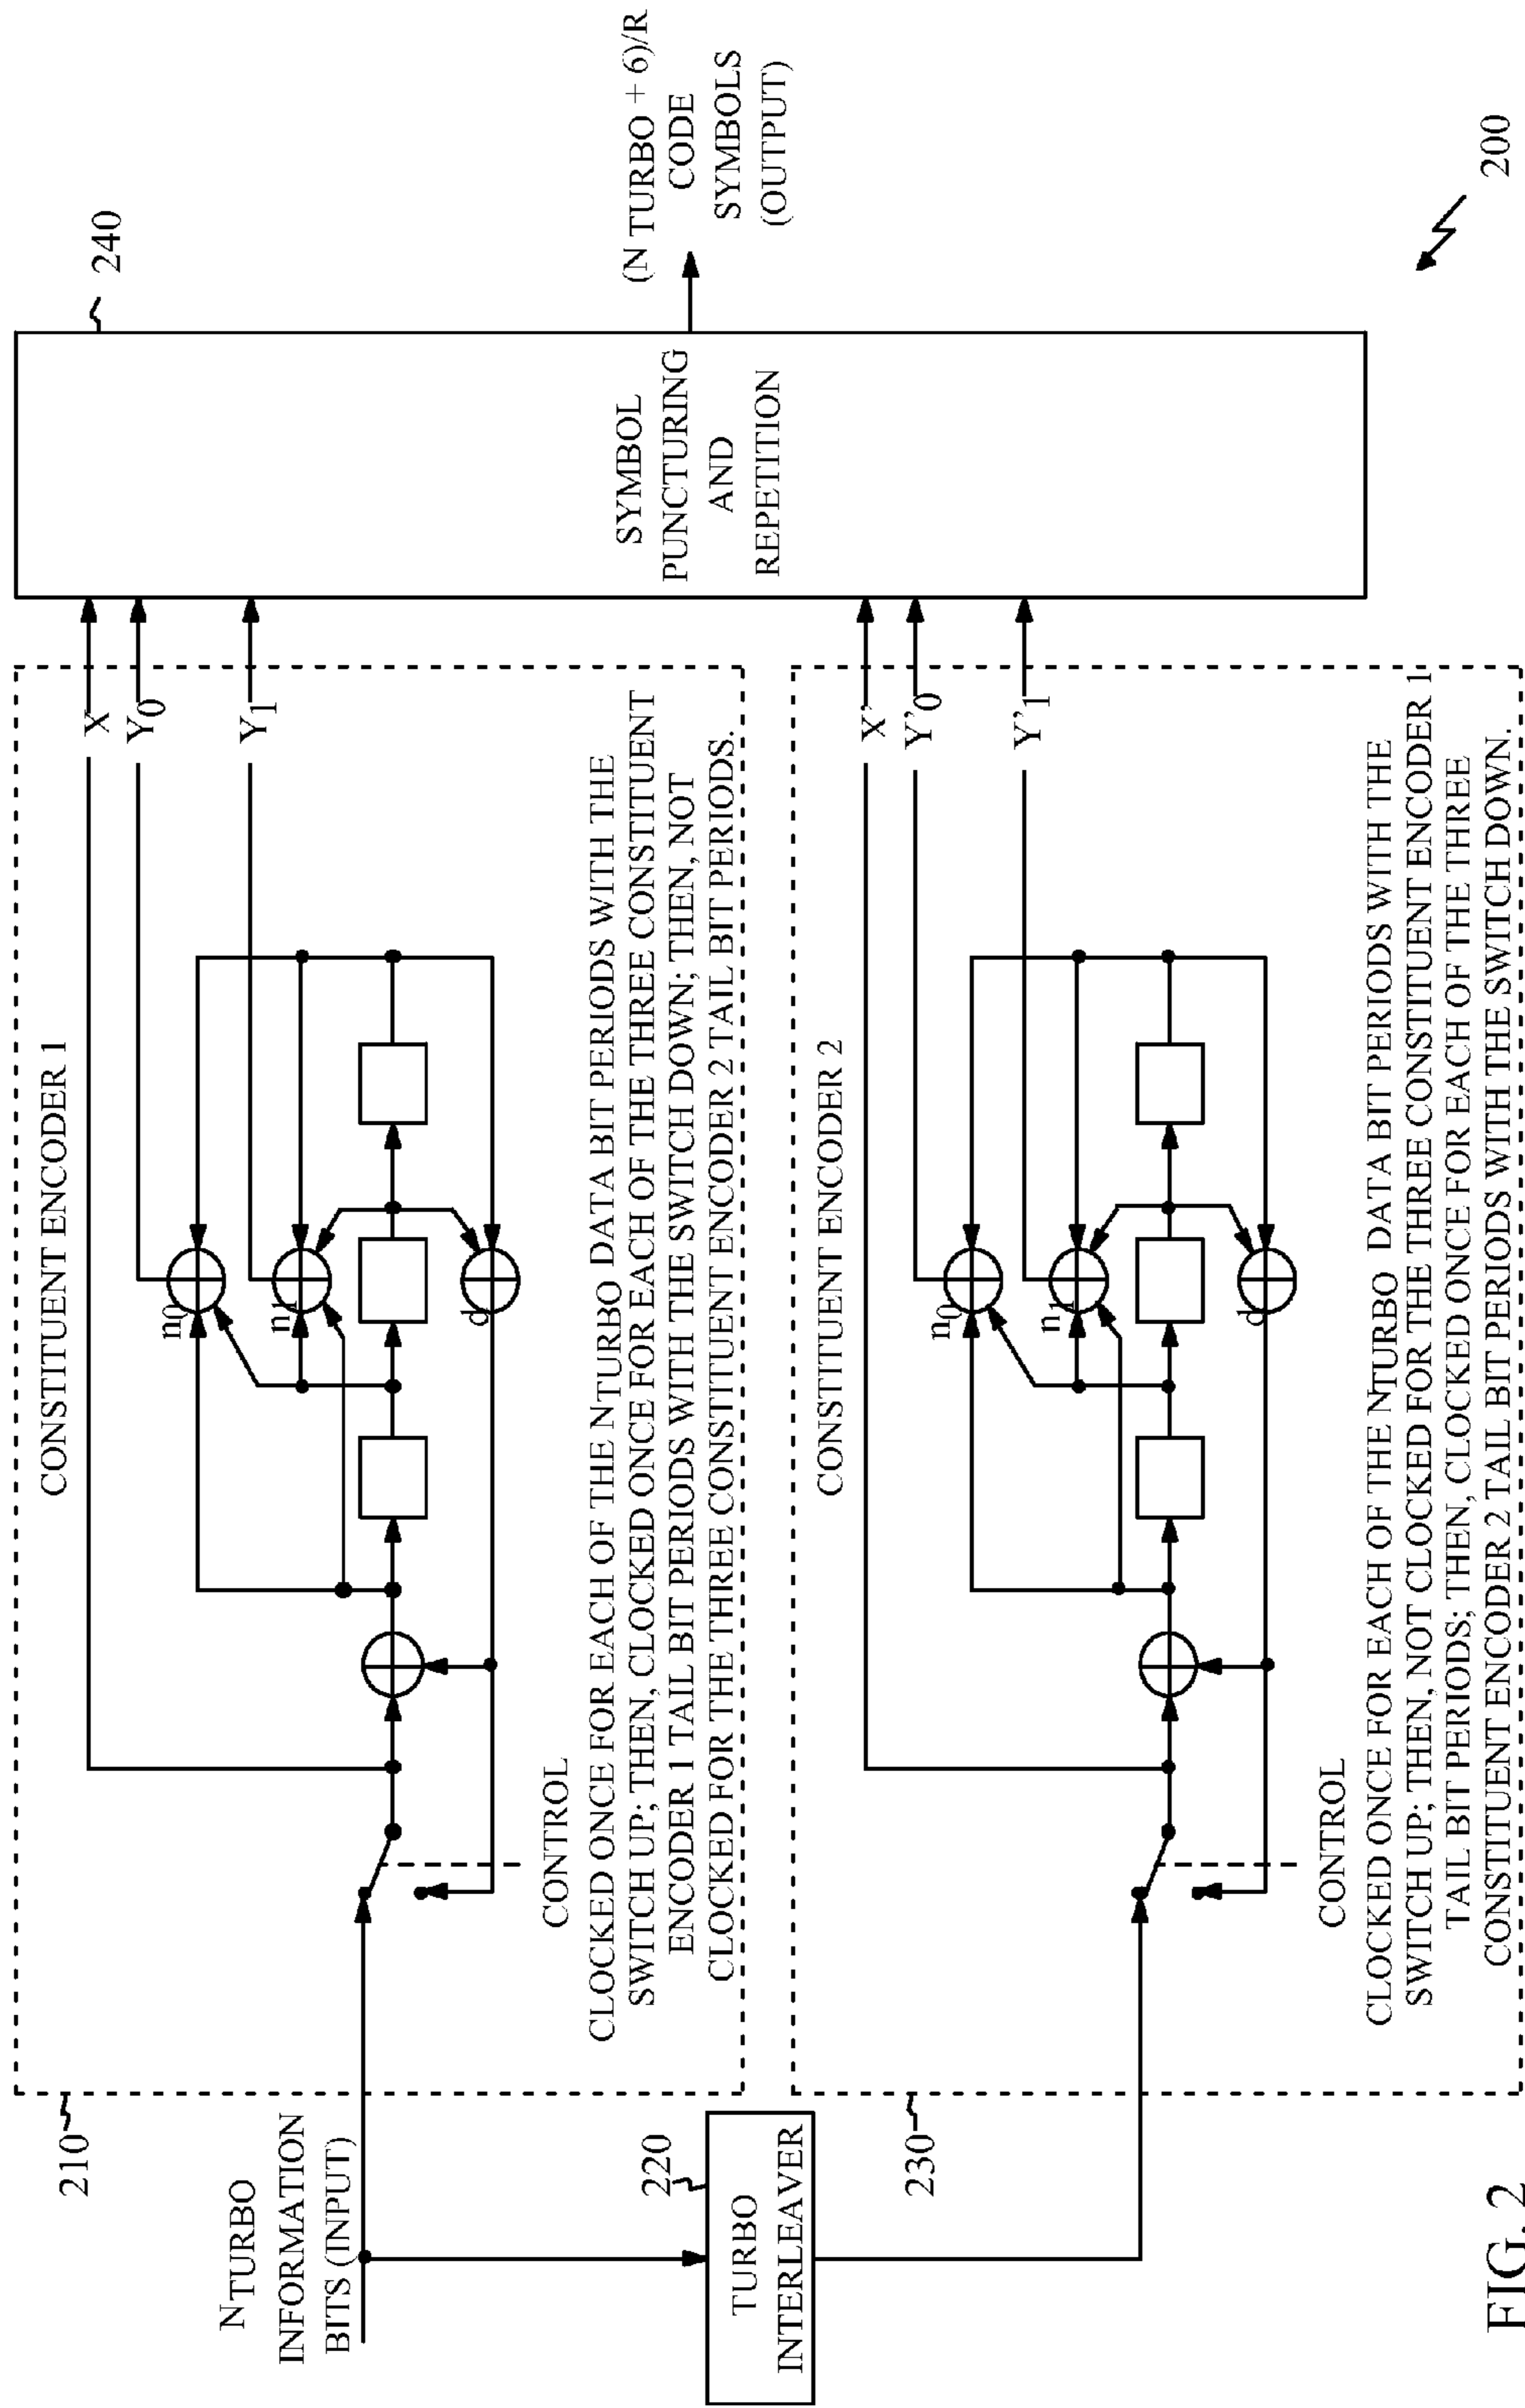 N TURBO
INFORMATION
BITS (INPUT)
210
CONSTITUENT ENCODER 1
X
Y0
Y1
n0
n1
d
CONTROL
CLOCKED ONCE FOR EACH OF THE NTURBO DATA BIT PERIODS WITH THE
SWITCH UP; THEN, CLOCKED ONCE FOR EACH OF THE THREE CONSTITUENT
ENCODER 1 TAIL BIT PERIODS WITH THE SWITCH DOWN; THEN, NOT
CLOCKED FOR THE THREE CONSTITUENT ENCODER 2 TAIL BIT PERIODS.
240
SYMBOL
PUNCTURING
AND
REPETITION
(N TURBO + 6)/R
CODE
SYMBOLS
(OUTPUT)
220
TURBO
INTERLEAVER
230
CONSTITUENT ENCODER 2
X'
Y'0
Y'1
n0
n1
d
CONTROL
CLOCKED ONCE FOR EACH OF THE NTURBO DATA BIT PERIODS WITH THE
SWITCH UP; THEN, NOT CLOCKED FOR THE THREE CONSTITUENT ENCODER 1
TAIL BIT PERIODS; THEN, CLOCKED ONCE FOR EACH OF THE THREE
CONSTITUENT ENCODER 2 TAIL BIT PERIODS WITH THE SWITCH DOWN.
200
FIG. 2